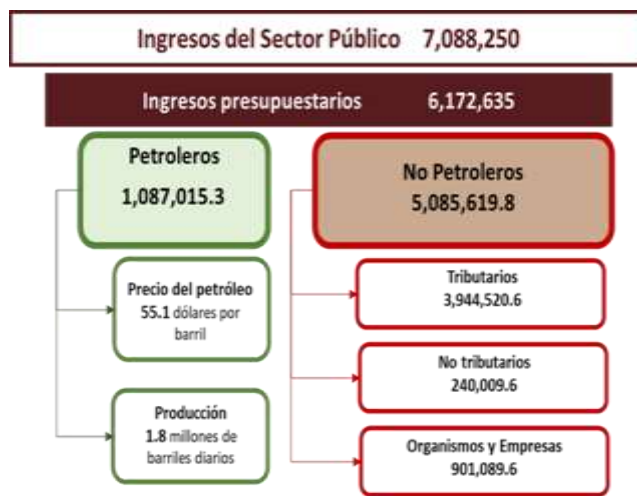 Ingresos del Sector Público 7,088,250
Ingresos presupuestarios 6,172,635
Petroleros
1,087,015.3
No Petroleros
5,085,619.8
Precio del petróleo
55.1 dólares por
barril
Producción
1.8 millones de
barriles diarios
Tributarios
3,944,520.6
No tributarios
240,009.6
Organismos y Empresas
901,089.6